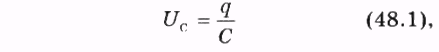 U_C = q/C (48.1),